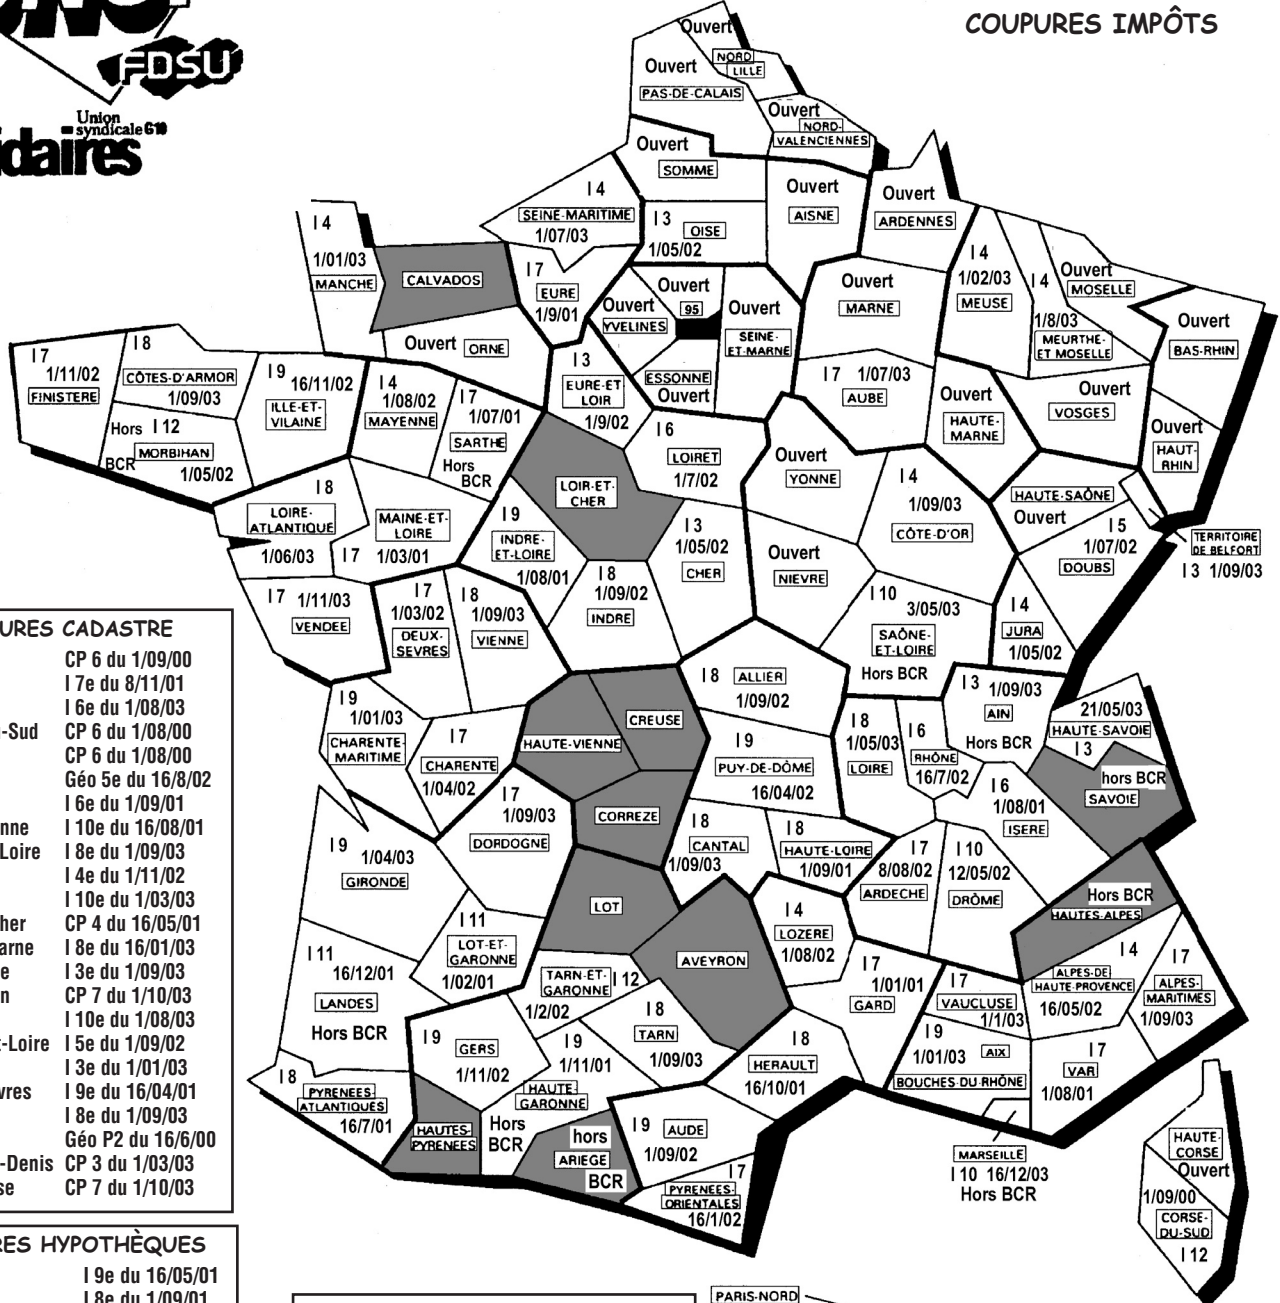 FDSU
Union
syndicale G10
COUPURES IMPÔTS
Ouvert
NORD
LILLE
Ouvert
PAS-DE-CALAIS
Ouvert
NORD-
VALENCIENNES
Ouvert
SOMME
I 4
SEINE-MARITIME
1/07/03
I 3
OISE
1/05/02
Ouvert
AISNE
Ouvert
ARDENNES
I 4
1/01/03
MANCHE
CALVADOS
I 7
EURE
1/9/01
Ouvert
95
Ouvert
YVELINES
Ouvert
SEINE-
ET-MARNE
ESSONNE
Ouvert
Ouvert
MARNE
I 4
1/02/03
MEUSE
I 4
1/8/03
MEURTHE-
ET MOSELLE
Ouvert
MOSELLE
Ouvert
BAS-RHIN
Ouvert
ORNE
I 7
1/11/02
FINISTERE
I 8
CÔTES-D'ARMOR
1/09/03
I 9
16/11/02
ILLE-ET-
VILAINE
Hors I 12
MORBIHAN
BCR
1/05/02
I 4
1/08/02
MAYENNE
I 7
1/07/01
SARTHE
Hors
BCR
I 3
EURE-ET
LOIR
1/9/02
I 7 1/07/03
AUBE
Ouvert
HAUTE-
MARNE
Ouvert
VOSGES
Ouvert
HAUT-
RHIN
I 6
LOIRET
1/7/02
Ouvert
YONNE
LOIR-ET-
CHER
I 4
1/09/03
CÔTE-D'OR
HAUTE-SAÔNE
Ouvert
I 5
1/07/02
DOUBS
TERRITOIRE
DE BELFORT
I 3 1/09/03
I 8
LOIRE-
ATLANTIQUE
1/06/03
MAINE-ET-
LOIRE
I 7 1/03/01
I 9
INDRE-
ET-LOIRE
1/08/01
I 3
1/05/02
CHER
Ouvert
NIEVRE
I 7 1/11/03
VENDEE
I 7
1/03/02
DEUX-
SEVRES
I 8
1/09/03
VIENNE
I 8
1/09/02
INDRE
I 10
3/05/03
SAÔNE-
ET-LOIRE
Hors BCR
I 4
JURA
1/05/02
URES CADASTRE
CP 6 du 1/09/00
I 7e du 8/11/01
I 6e du 1/08/03
-Sud CP 6 du 1/08/00
CP 6 du 1/08/00
Géo 5e du 16/8/02
I 6e du 1/09/01
nne I 10e du 16/08/01
Loire I 8e du 1/09/03
I 4e du 1/11/02
I 10e du 1/03/03
her CP 4 du 16/05/01
arne I 8e du 16/01/03
e I 3e du 1/09/03
n CP 7 du 1/10/03
I 10e du 1/08/03
t-Loire I 5e du 1/09/02
I 3e du 1/01/03
vres I 9e du 16/04/01
I 8e du 1/09/03
Géo P2 du 16/6/00
-Denis CP 3 du 1/03/03
se CP 7 du 1/10/03
I 9
1/01/03
CHARENTE-
MARITIME
I 7
CHARENTE
1/04/02
HAUTE-VIENNE
CREUSE
I 8
ALLIER
1/09/02
I 9
PUY-DE-DÔME
16/04/02
I 8
1/05/03
LOIRE
I 6
RHÔNE
16/7/02
I 3 1/09/03
AIN
Hors BCR
21/05/03
HAUTE-SAVOIE
I 3
hors BCR
SAVOIE
I 6
1/08/01
ISERE
I 7
1/09/03
DORDOGNE
CORREZE
I 8
CANTAL
1/09/03
I 8
HAUTE-LOIRE
1/09/01
I 7
8/08/02
ARDECHE
I 10
12/05/02
DRÔME
Hors BCR
HAUTES-ALPES
I 9 1/04/03
GIRONDE
LOT
I 11
LOT-ET-
GARONNE
1/02/01
AVEYRON
I 4
LOZERE
1/08/02
I 11
16/12/01
LANDES
Hors BCR
TARN-ET-
GARONNE
I 12
1/2/02
I 8
TARN
1/09/03
I 7
1/01/01
GARD
I 7
VAUCLUSE
1/1/03
I 4
ALPES-DE-
HAUTE-PROVENCE
16/05/02
I 7
ALPES-
MARITIMES
1/09/03
I 9
GERS
1/11/02
I 9
1/11/01
HAUTE-
GARONNE
Hors
BCR
I 8
HERAULT
16/10/01
I 9
1/01/03
AIX
BOUCHES-DU-RHÔNE
I 7
VAR
1/08/01
I 8
PYRENEES-
ATLANTIQUES
16/7/01
HAUTES-
PYRENEES
hors
ARIEGE
BCR
I 9
AUDE
1/09/02
I 7
PYRENEES-
ORIENTALES
16/1/02
MARSEILLE
I 10 16/12/03
Hors BCR
HAUTE-
CORSE
Ouvert
1/09/00
CORSE-
DU-SUD
I 12
RES HYPOTHÈQUES
I 9e du 16/05/01
I 8e du 1/09/01
PARIS-NORD